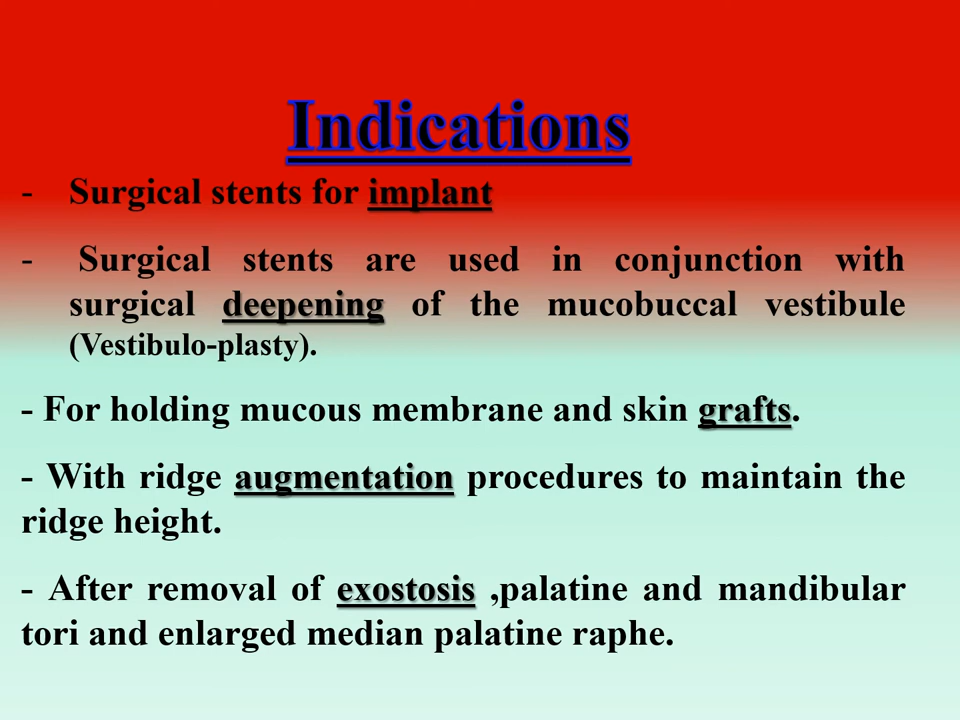 Indications
- Surgical stents for implant
- Surgical stents are used in conjunction with
surgical deepening of the mucobuccal vestibule
(Vestibulo-plasty).
- For holding mucous membrane and skin grafts.
- With ridge augmentation procedures to maintain the
ridge height.
- After removal of exostosis ,palatine and mandibular
tori and enlarged median palatine raphe.